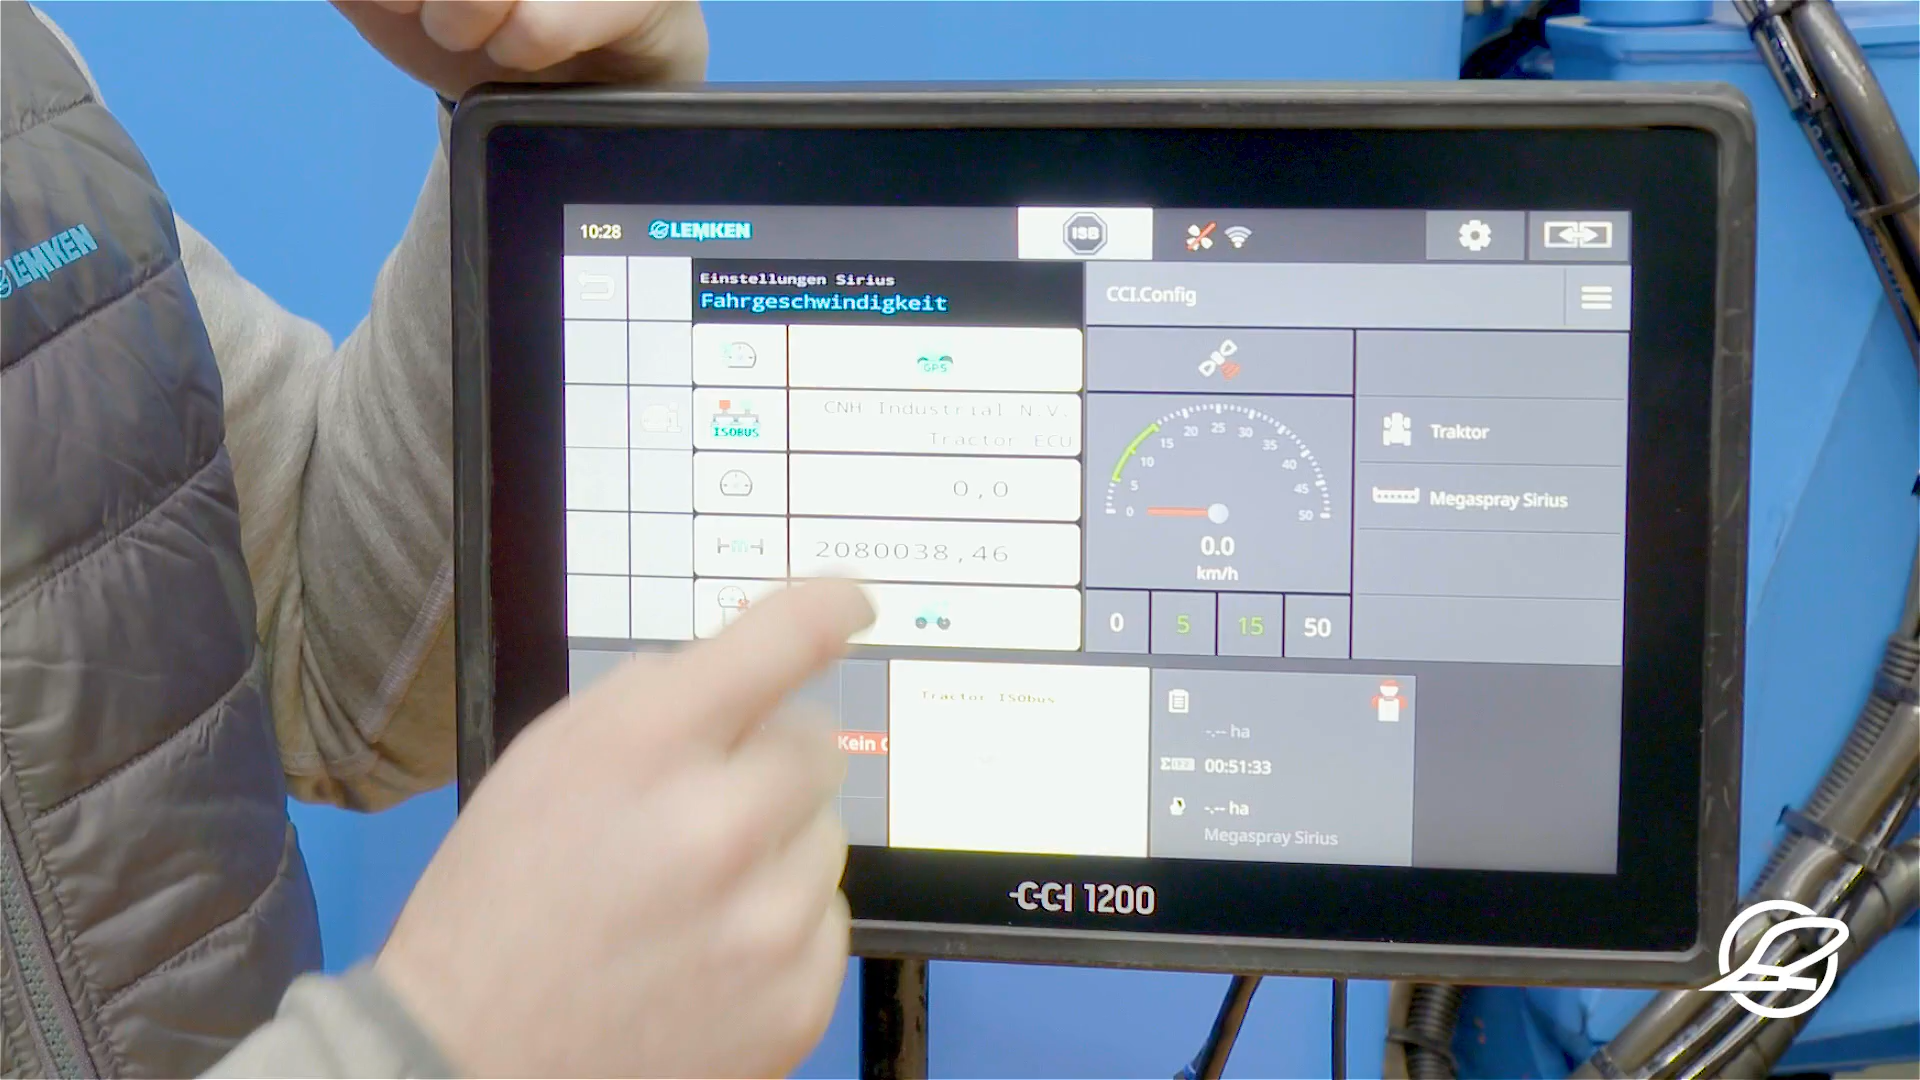 LEMKEN
10:28
LEMKEN
ISB
Einstellungen Sirius
Fahrgeschwindigkeit
CCI.Config
GPS
ISOBUS
CNH Industrial N.V.
Tractor ECU
0,0
2080038,46
0
5
10
15
20
25
30
35
40
45
50
0.0
km/h
0
5
15
50
Traktor
Megaspray Sirius
Kein
Tractor ISObus
-.-- ha
00:51:33
-.-- ha
Megaspray Sirius
CCI 1200